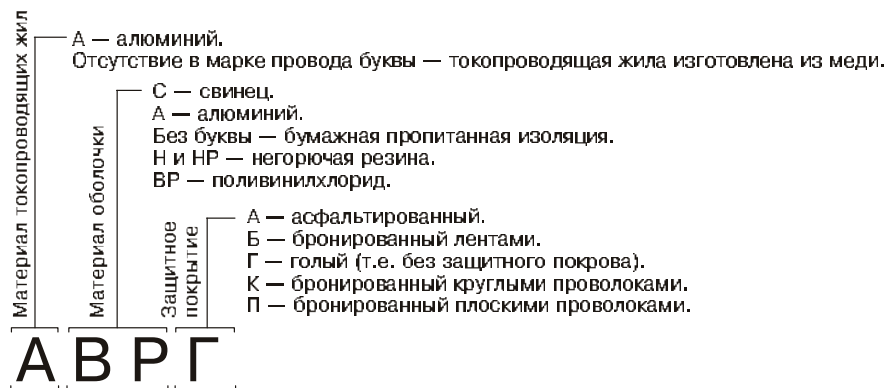 А — алюминий.
Отсутствие в марке провода буквы — токопроводящая жила изготовлена из меди.
С — свинец.
А — алюминий.
Без буквы — бумажная пропитанная изоляция.
Н и НР — негорючая резина.
ВР — поливинилхлорид.
А — асфальтированный.
Б — бронированный лентами.
Г — голый (т.е. без защитного покрова).
К — бронированный круглыми проволоками.
П — бронированный плоскими проволоками.
Материал токопроводящих жил
Материал оболочки
Защитное
покрытие
АВРГ